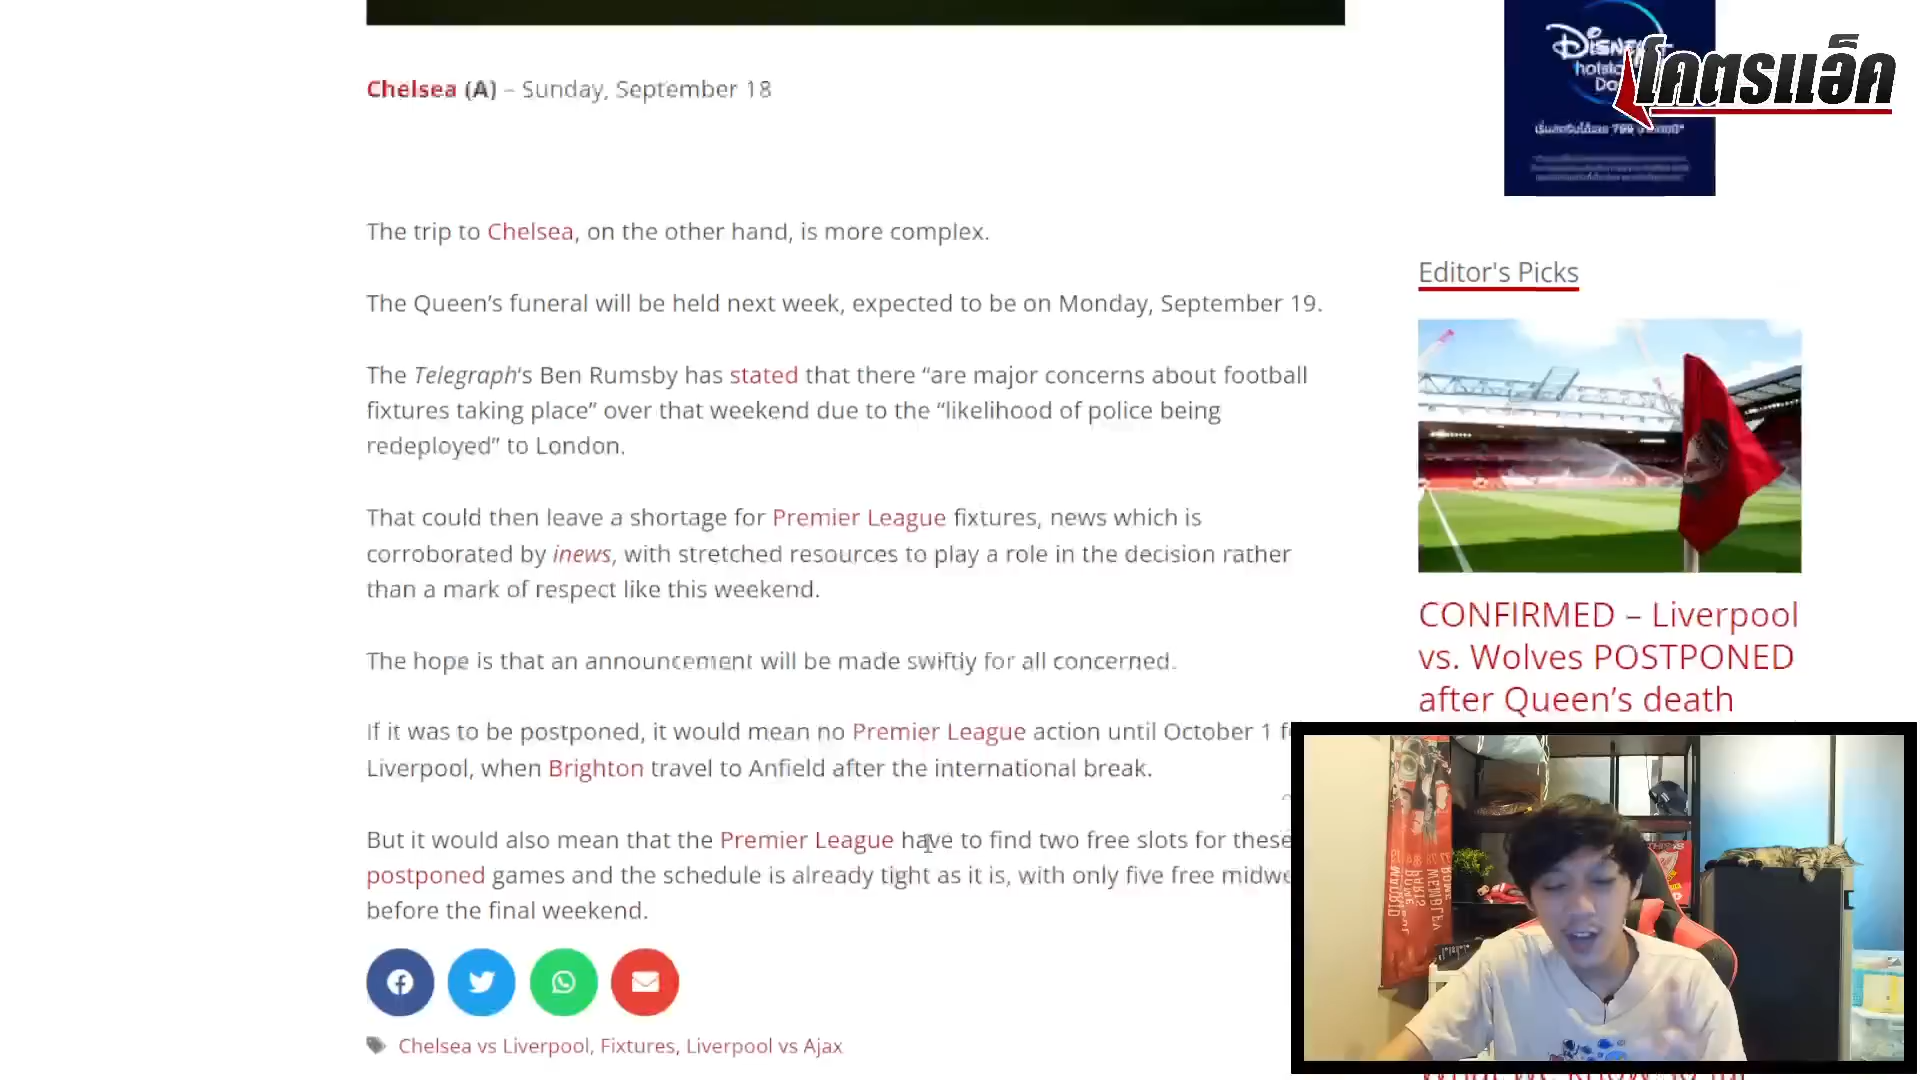 Chelsea (A) – Sunday, September 18
The trip to Chelsea, on the other hand, is more complex.
The Queen’s funeral will be held next week, expected to be on Monday, September 19.
The Telegraph‘s Ben Rumsby has stated that there “are major concerns about football
fixtures taking place” over that weekend due to the “likelihood of police being
redeployed” to London.
That could then leave a shortage for Premier League fixtures, news which is
corroborated by inews, with stretched resources to play a role in the decision rather
than a mark of respect like this weekend.
The hope is that an announcement will be made swiftly for all concerned.
If it was to be postponed, it would mean no Premier League action until October 1 f
Liverpool, when Brighton travel to Anfield after the international break.
But it would also mean that the Premier League have to find two free slots for these
postponed games and the schedule is already tight as it is, with only five free midwe
before the final weekend.
Chelsea vs Liverpool, Fixtures, Liverpool vs Ajax
Disney
โคตรแอ็ค
Editor's Picks
CONFIRMED – Liverpool
vs. Wolves POSTPONED
after Queen’s death